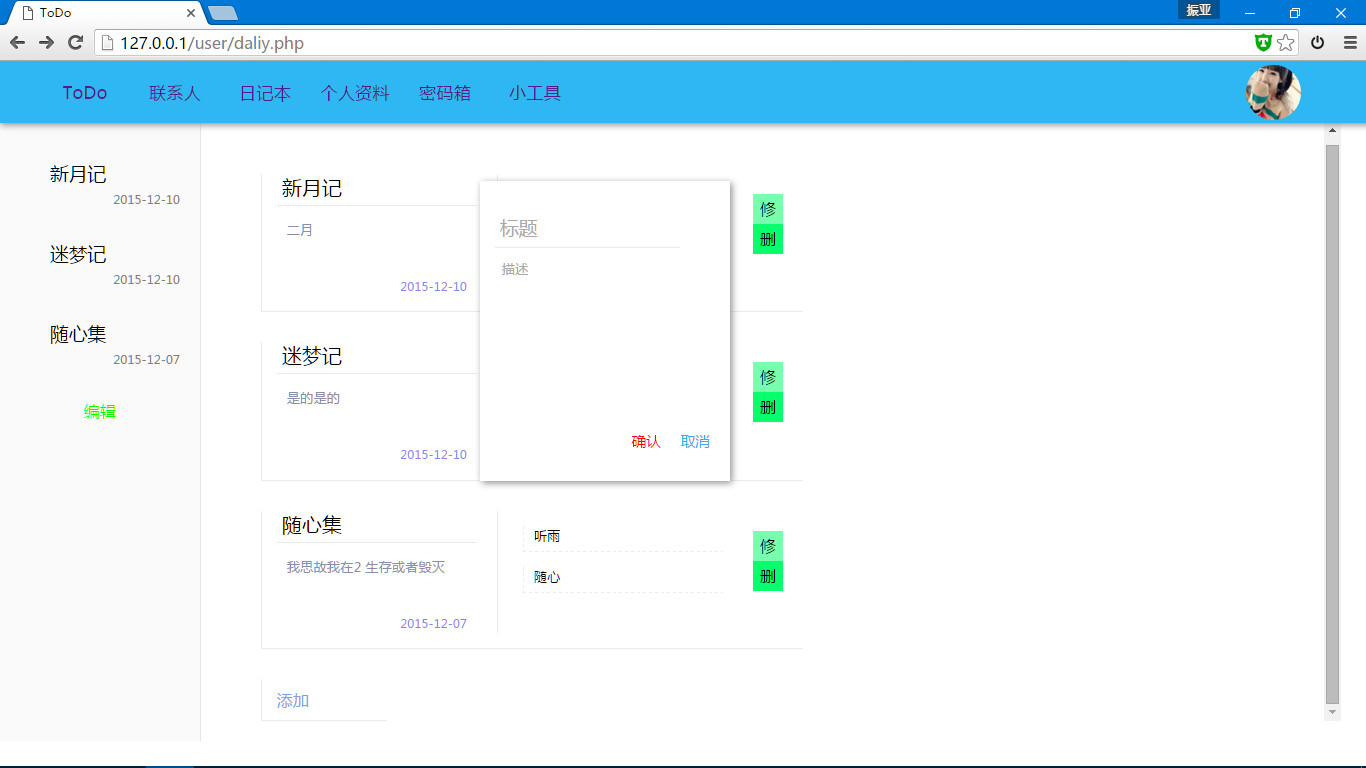 ToDo
振亚
127.0.0.1/user/daliy.php
ToDo 联系人 日记本 个人资料 密码箱 小工具
新月记
2015-12-10
迷梦记
2015-12-10
随心集
2015-12-07
编辑
新月记
二月
2015-12-10
修
删
标题
描述
确认 取消
迷梦记
是的是的
2015-12-10
修
删
随心集
我思故我在2 生存或者毁灭
2015-12-07
听雨
随心
修
删
添加